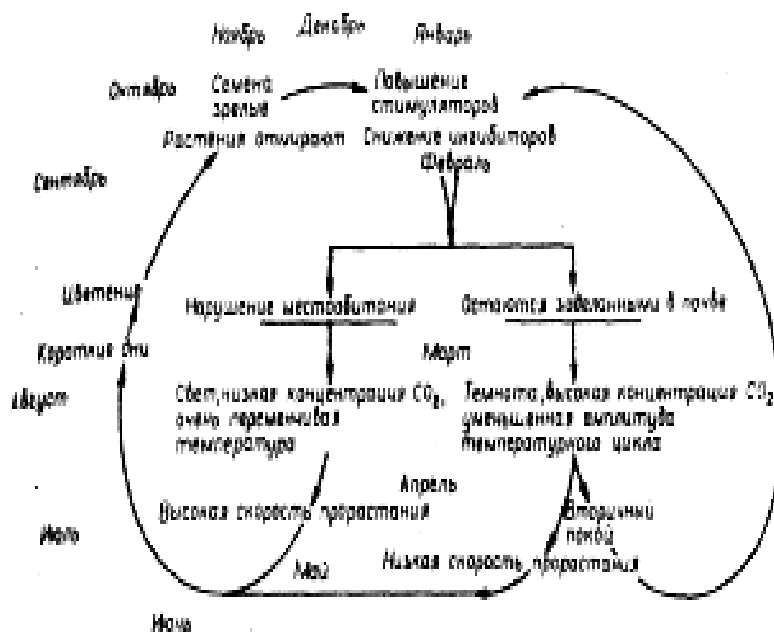 Ноябрь
Декабрь
Январь
Октябрь
Семена
зрелые
Повышение
стимуляторов
Растения отмирают
Снижение ингибиторов
Февраль
Сентябрь
Цветение
Нарушение местообитания
Остаются заделанными в почве
Короткие дни
Март
Август
Свет, низкая концентрация CO₂,
очень переменчивая
температура
Темнота, высокая концентрация CO₂
уменьшенная амплитуда
температурного цикла
Апрель
Высокая скорость прорастания
Вторичный
покой
Июль
Май
Низкая скорость прорастания
Июнь